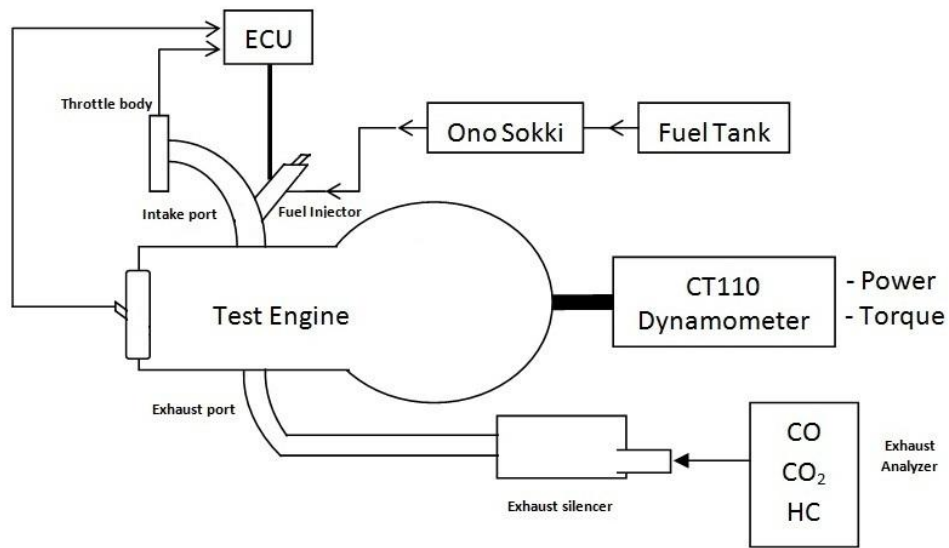 ECU
Throttle body
Ono Sokki
Fuel Tank
Intake port
Fuel Injector
Test Engine
CT110
Dynamometer
- Power
- Torque
Exhaust port
Exhaust silencer
CO
CO₂
HC
Exhaust
Analyzer